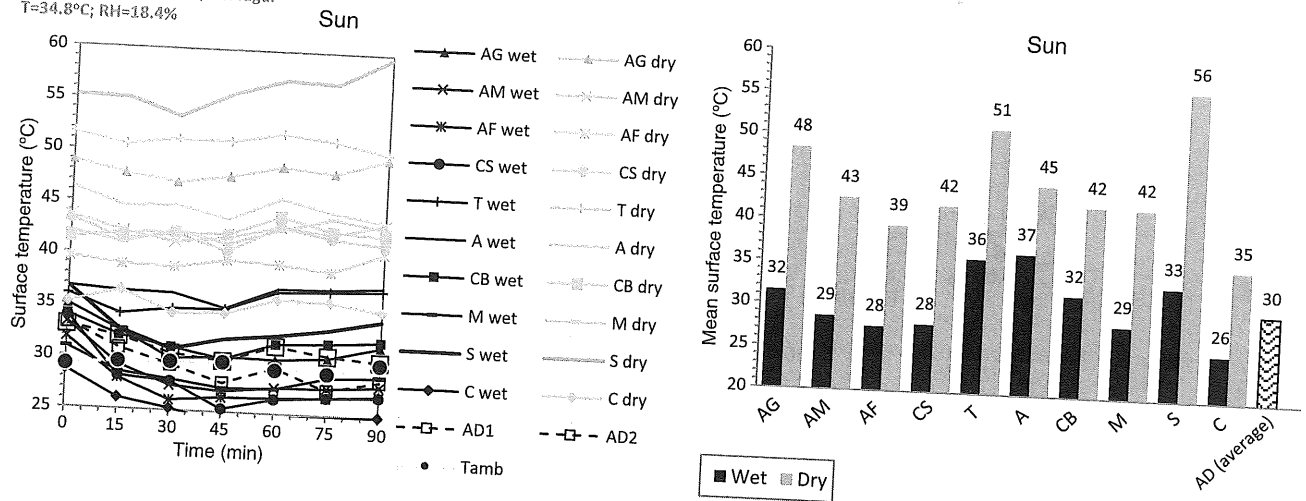 T=34.8ºC; RH=18.4%
Sun
Surface temperature (ºC)
60
55
50
45
40
35
30
25
0 15 30 45 60 75 90
Time (min)
AG wet AG dry
AM wet AM dry
AF wet AF dry
CS wet CS dry
T wet T dry
A wet A dry
CB wet CB dry
M wet M dry
S wet S dry
C wet C dry
AD1 AD2
Tamb
Sun
Mean surface temperature (ºC)
60
55
50
45
40
35
30
25
20
32 48 29 43 28 39 28 42 36 51 37 45 32 42 29 42 33 56 26 35 30
AG AM AF CS T A CB M S C AD (average)
Wet Dry